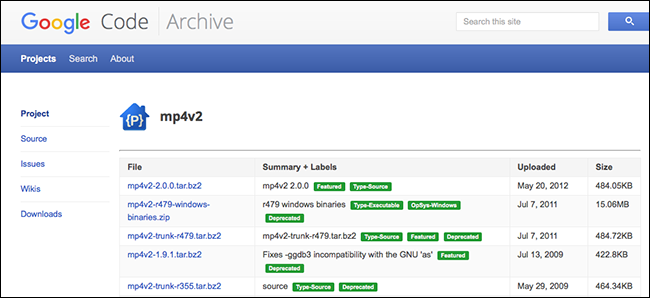 Google Code Archive
Search this site
Projects Search About
Project
Source
Issues
Wikis
Downloads
{P}
mp4v2
File Summary + Labels Uploaded Size
mp4v2-2.0.0.tar.bz2 mp4v2 2.0.0 Featured Type-Source May 20, 2012 484.05KB
mp4v2-r479-windows- r479 windows binaries Type-Executable OpSys-Windows Jul 7, 2011 15.06MB
binaries.zip Deprecated
mp4v2-trunk-r479.tar.bz2 mp4v2-trunk-r479.tar.bz2 Type-Source Featured Deprecated Jul 7, 2011 484.72KB
mp4v2-1.9.1.tar.bz2 Fixes -ggdb3 incompatibility with the GNU 'as' Featured Jul 13, 2009 422.8KB
Deprecated
mp4v2-trunk-r355.tar.bz2 source Type-Source Deprecated May 29, 2009 464.34KB